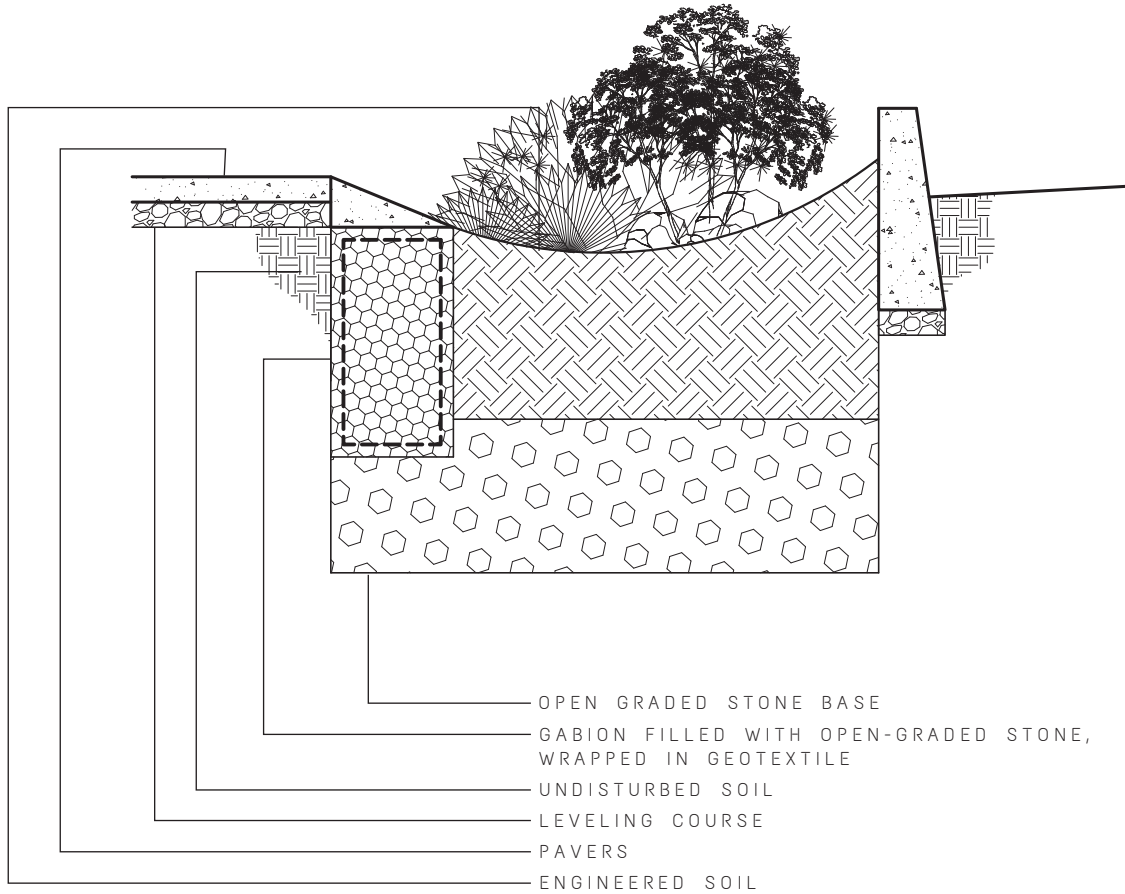 OPEN GRADED STONE BASE
GABION FILLED WITH OPEN-GRADED STONE,
WRAPPED IN GEOTEXTILE
UNDISTURBED SOIL
LEVELING COURSE
PAVERS
ENGINEERED SOIL